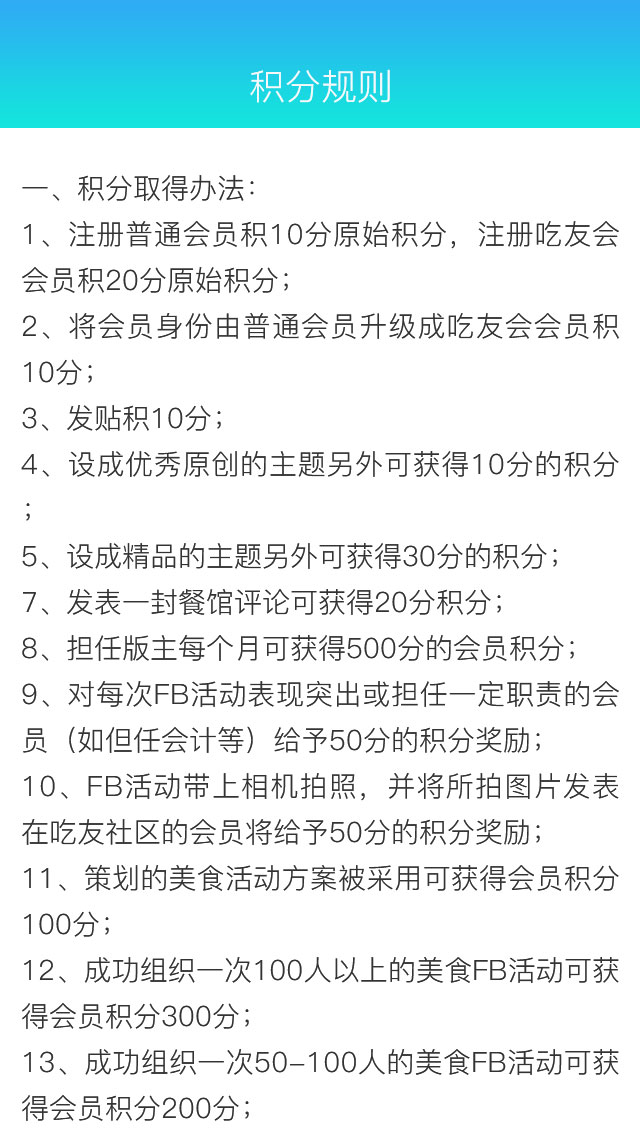 积分规则
一、积分取得办法：
1、注册普通会员积10分原始积分，注册吃友会
会员积20分原始积分；
2、将会员身份由普通会员升级成吃友会会员积
10分；
3、发贴积10分；
4、设成优秀原创的主题另外可获得10分的积分
；
5、设成精品的主题另外可获得30分的积分；
7、发表一封餐馆评论可获得20分积分；
8、担任版主每个月可获得500分的会员积分；
9、对每次FB活动表现突出或担任一定职责的会
员（如但任会计等）给予50分的积分奖励；
10、FB活动带上相机拍照，并将所拍图片发表
在吃友社区的会员将给予50分的积分奖励；
11、策划的美食活动方案被采用可获得会员积分
100分；
12、成功组织一次100人以上的美食FB活动可获
得会员积分300分；
13、成功组织一次50-100人的美食FB活动可获
得会员积分200分；